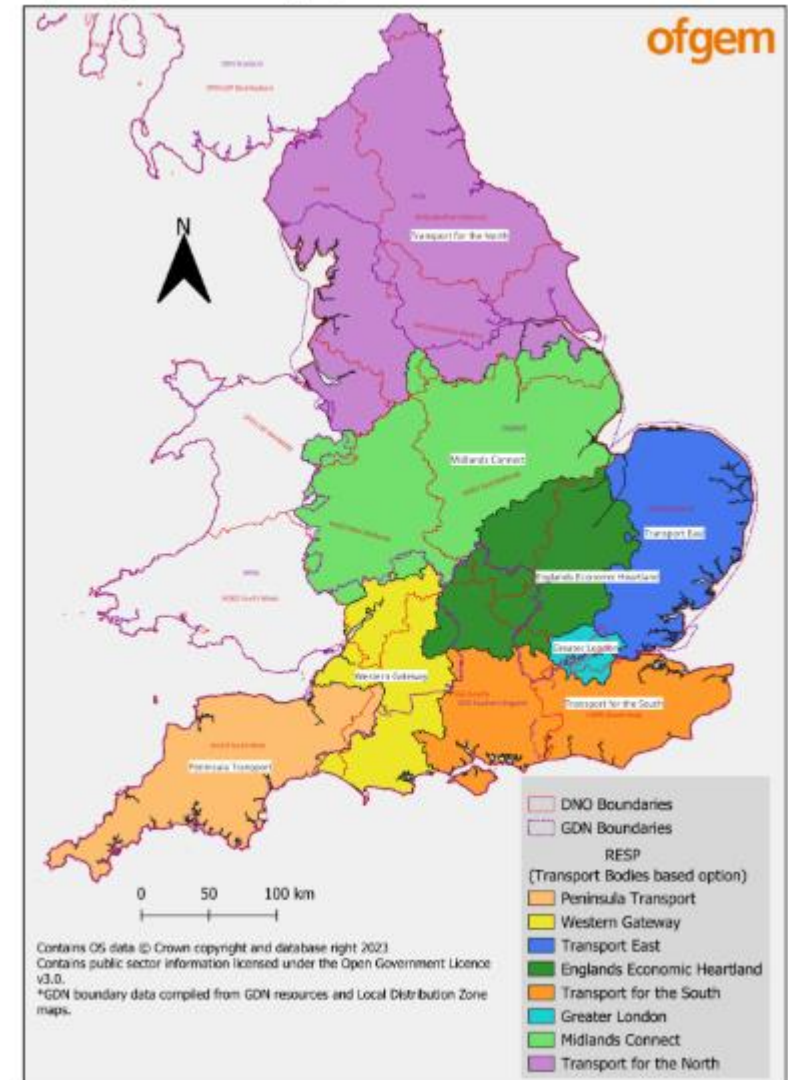 ofgem
N
Transport for the North
Midlands Connect
Transport East
Englands Economic Heartland
Greater London
Western Gateway
Transport for the South
Peninsula Transport
0 50 100 km
Contains OS data © Crown copyright and database right 2023
Contains public sector information licensed under the Open Government Licence
v3.0.
*GDN boundary data compiled from GDN resources and Local Distribution Zone
maps.
DNO Boundaries
GDN Boundaries
RESP
(Transport Bodies based option)
Peninsula Transport
Western Gateway
Transport East
Englands Economic Heartland
Transport for the South
Greater London
Midlands Connect
Transport for the North